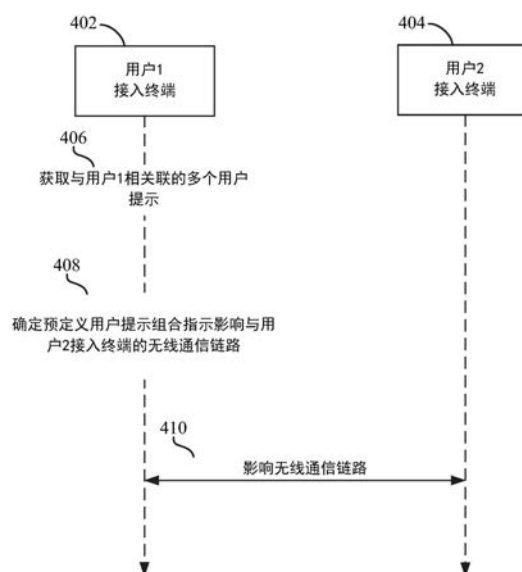 402
用户1
接入终端
404
用户2
接入终端
406
获取与用户1相关联的多个用户
提示
408
确定预定义用户提示组合指示影响与用
户2接入终端的无线通信链路
410
影响无线通信链路